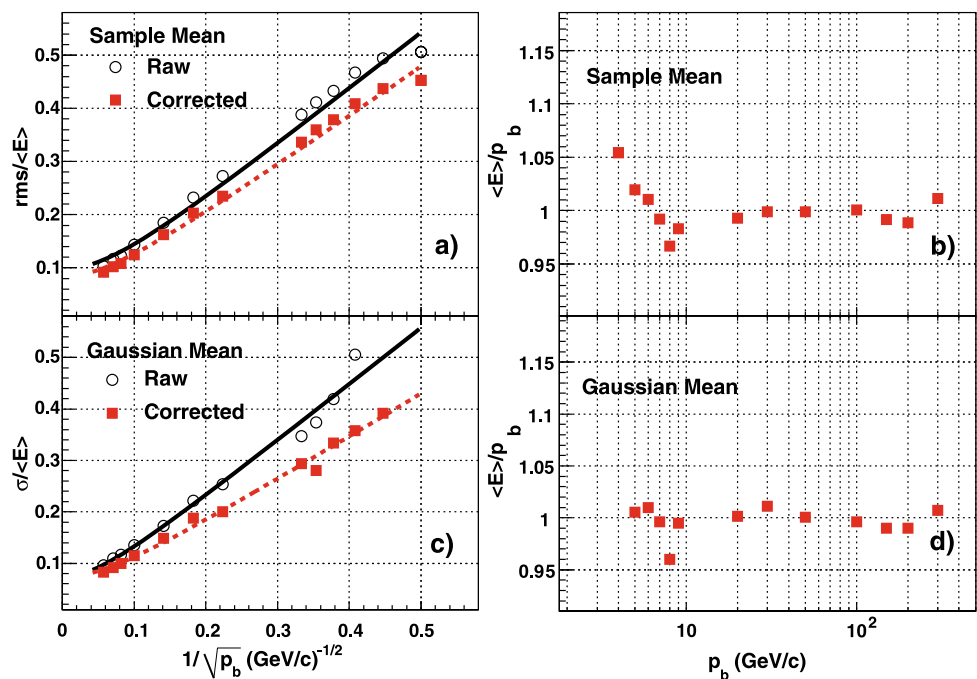 0.5
0.4
0.3
0.2
0.1
rms/<E>
Sample Mean
Raw
Corrected
a)
1.15
1.1
1.05
1
0.95
<E>/p_b
Sample Mean
b)
0.5
0.4
0.3
0.2
0.1
σ/<E>
Gaussian Mean
Raw
Corrected
c)
0 0.1 0.2 0.3 0.4 0.5
1/√p_b (GeV/c)^-1/2
1.15
1.1
1.05
1
0.95
<E>/p_b
Gaussian Mean
d)
10 10^2
p_b (GeV/c)